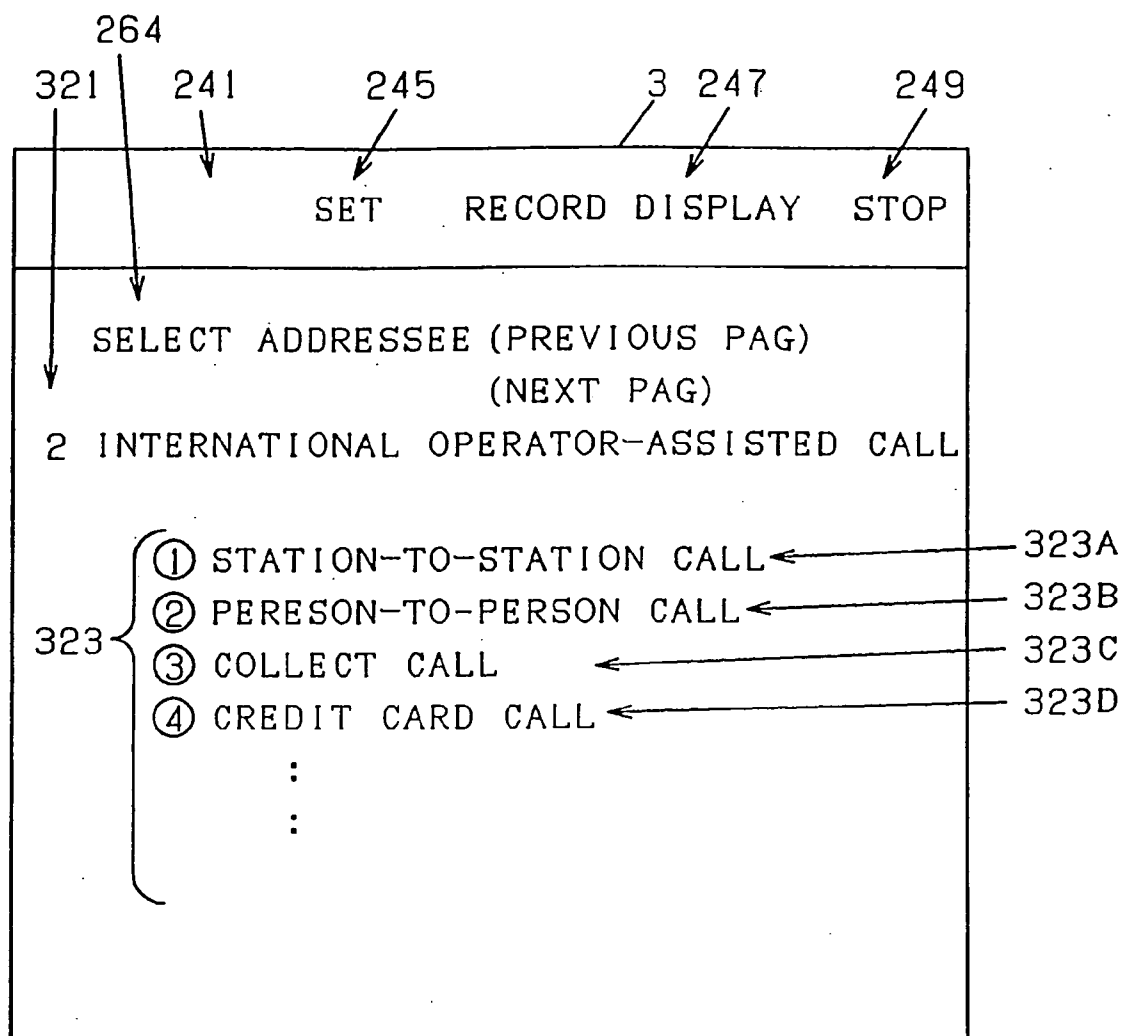 264
321 241 245 3 247 249
SET RECORD DISPLAY STOP
SELECT ADDRESSEE (PREVIOUS PAG)
(NEXT PAG)
2 INTERNATIONAL OPERATOR-ASSISTED CALL
① STATION-TO-STATION CALL 323A
② PERESON-TO-PERSON CALL 323B
323 ③ COLLECT CALL 323C
④ CREDIT CARD CALL 323D
:
: